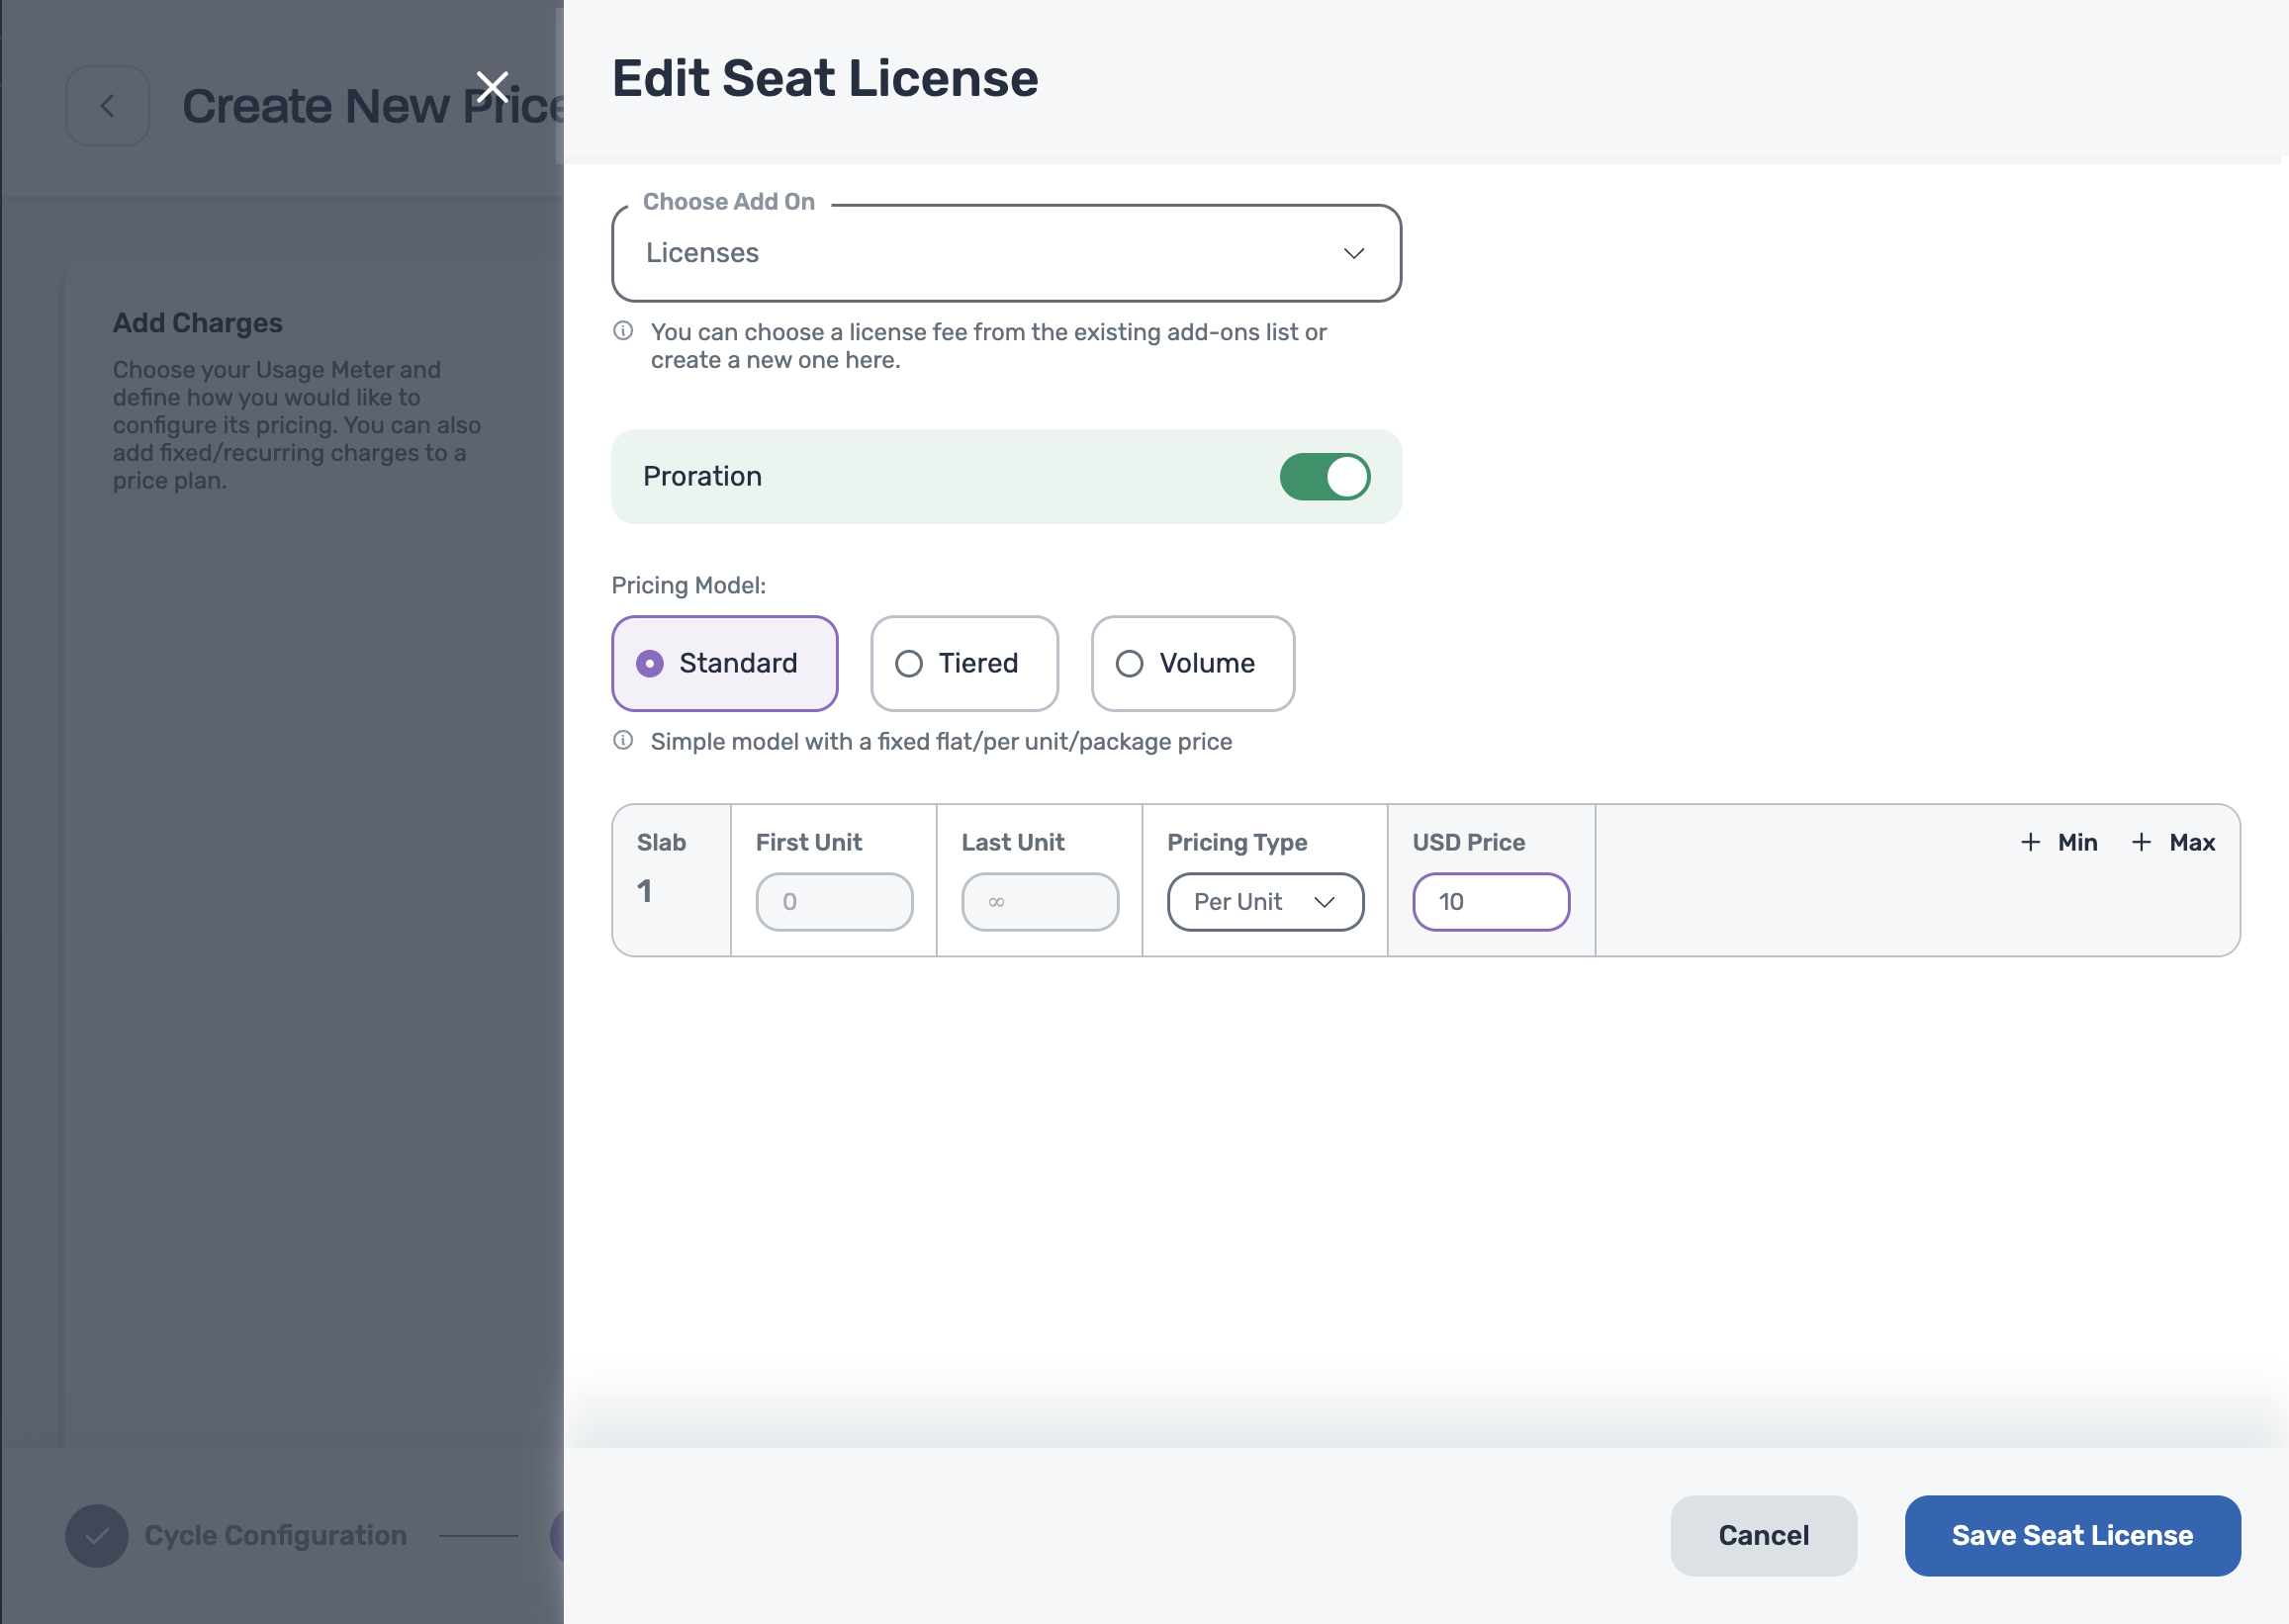 Create New Price
Add Charges
Choose your Usage Meter and
define how you would like to
configure its pricing. You can also
add fixed/recurring charges to a
price plan.
Cycle Configuration
Edit Seat License
Choose Add On
Licenses
You can choose a license fee from the existing add-ons list or
create a new one here.
Proration
Pricing Model:
Standard Tiered Volume
Simple model with a fixed flat/per unit/package price
Slab First Unit Last Unit Pricing Type USD Price + Min + Max
1 0 ∞ Per Unit 10
Cancel Save Seat License